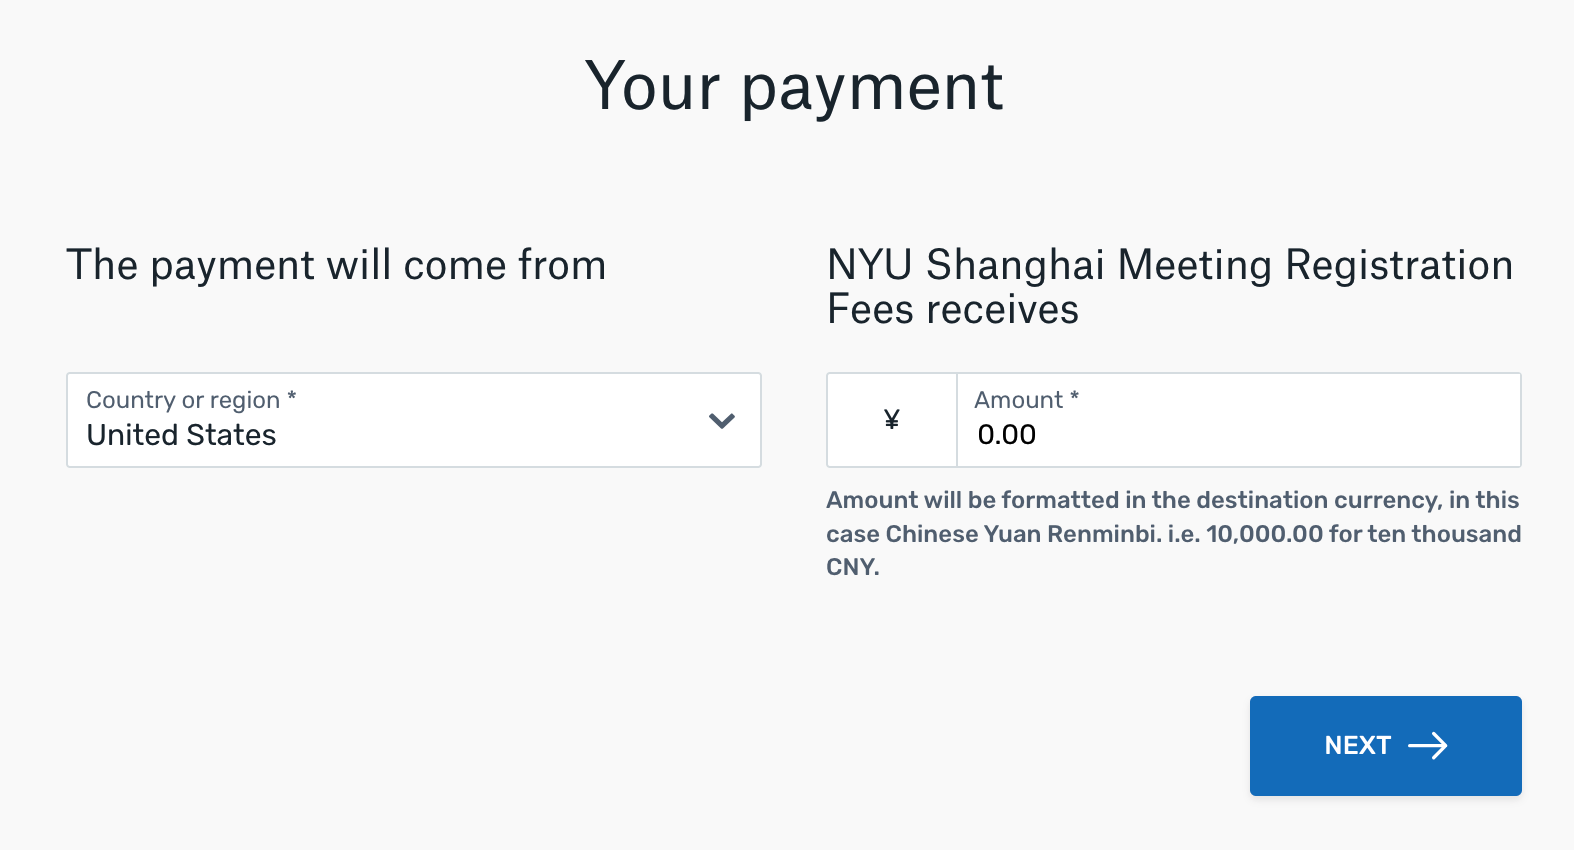 Your payment
The payment will come from
NYU Shanghai Meeting Registration
Fees receives
Country or region *
United States
¥
Amount *
0.00
Amount will be formatted in the destination currency, in this
case Chinese Yuan Renminbi. i.e. 10,000.00 for ten thousand
CNY.
NEXT